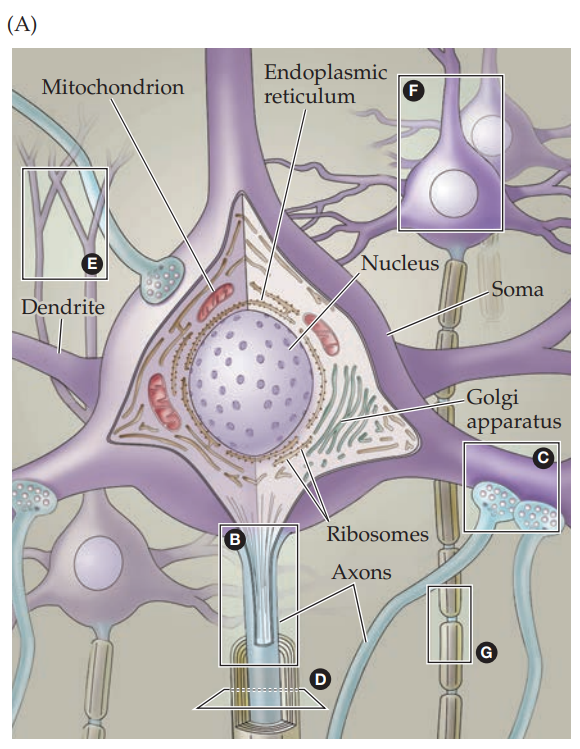 (A)
Mitochondrion
Endoplasmic
reticulum
F
E
Nucleus
Soma
Dendrite
Golgi
apparatus
C
B
Ribosomes
Axons
G
D